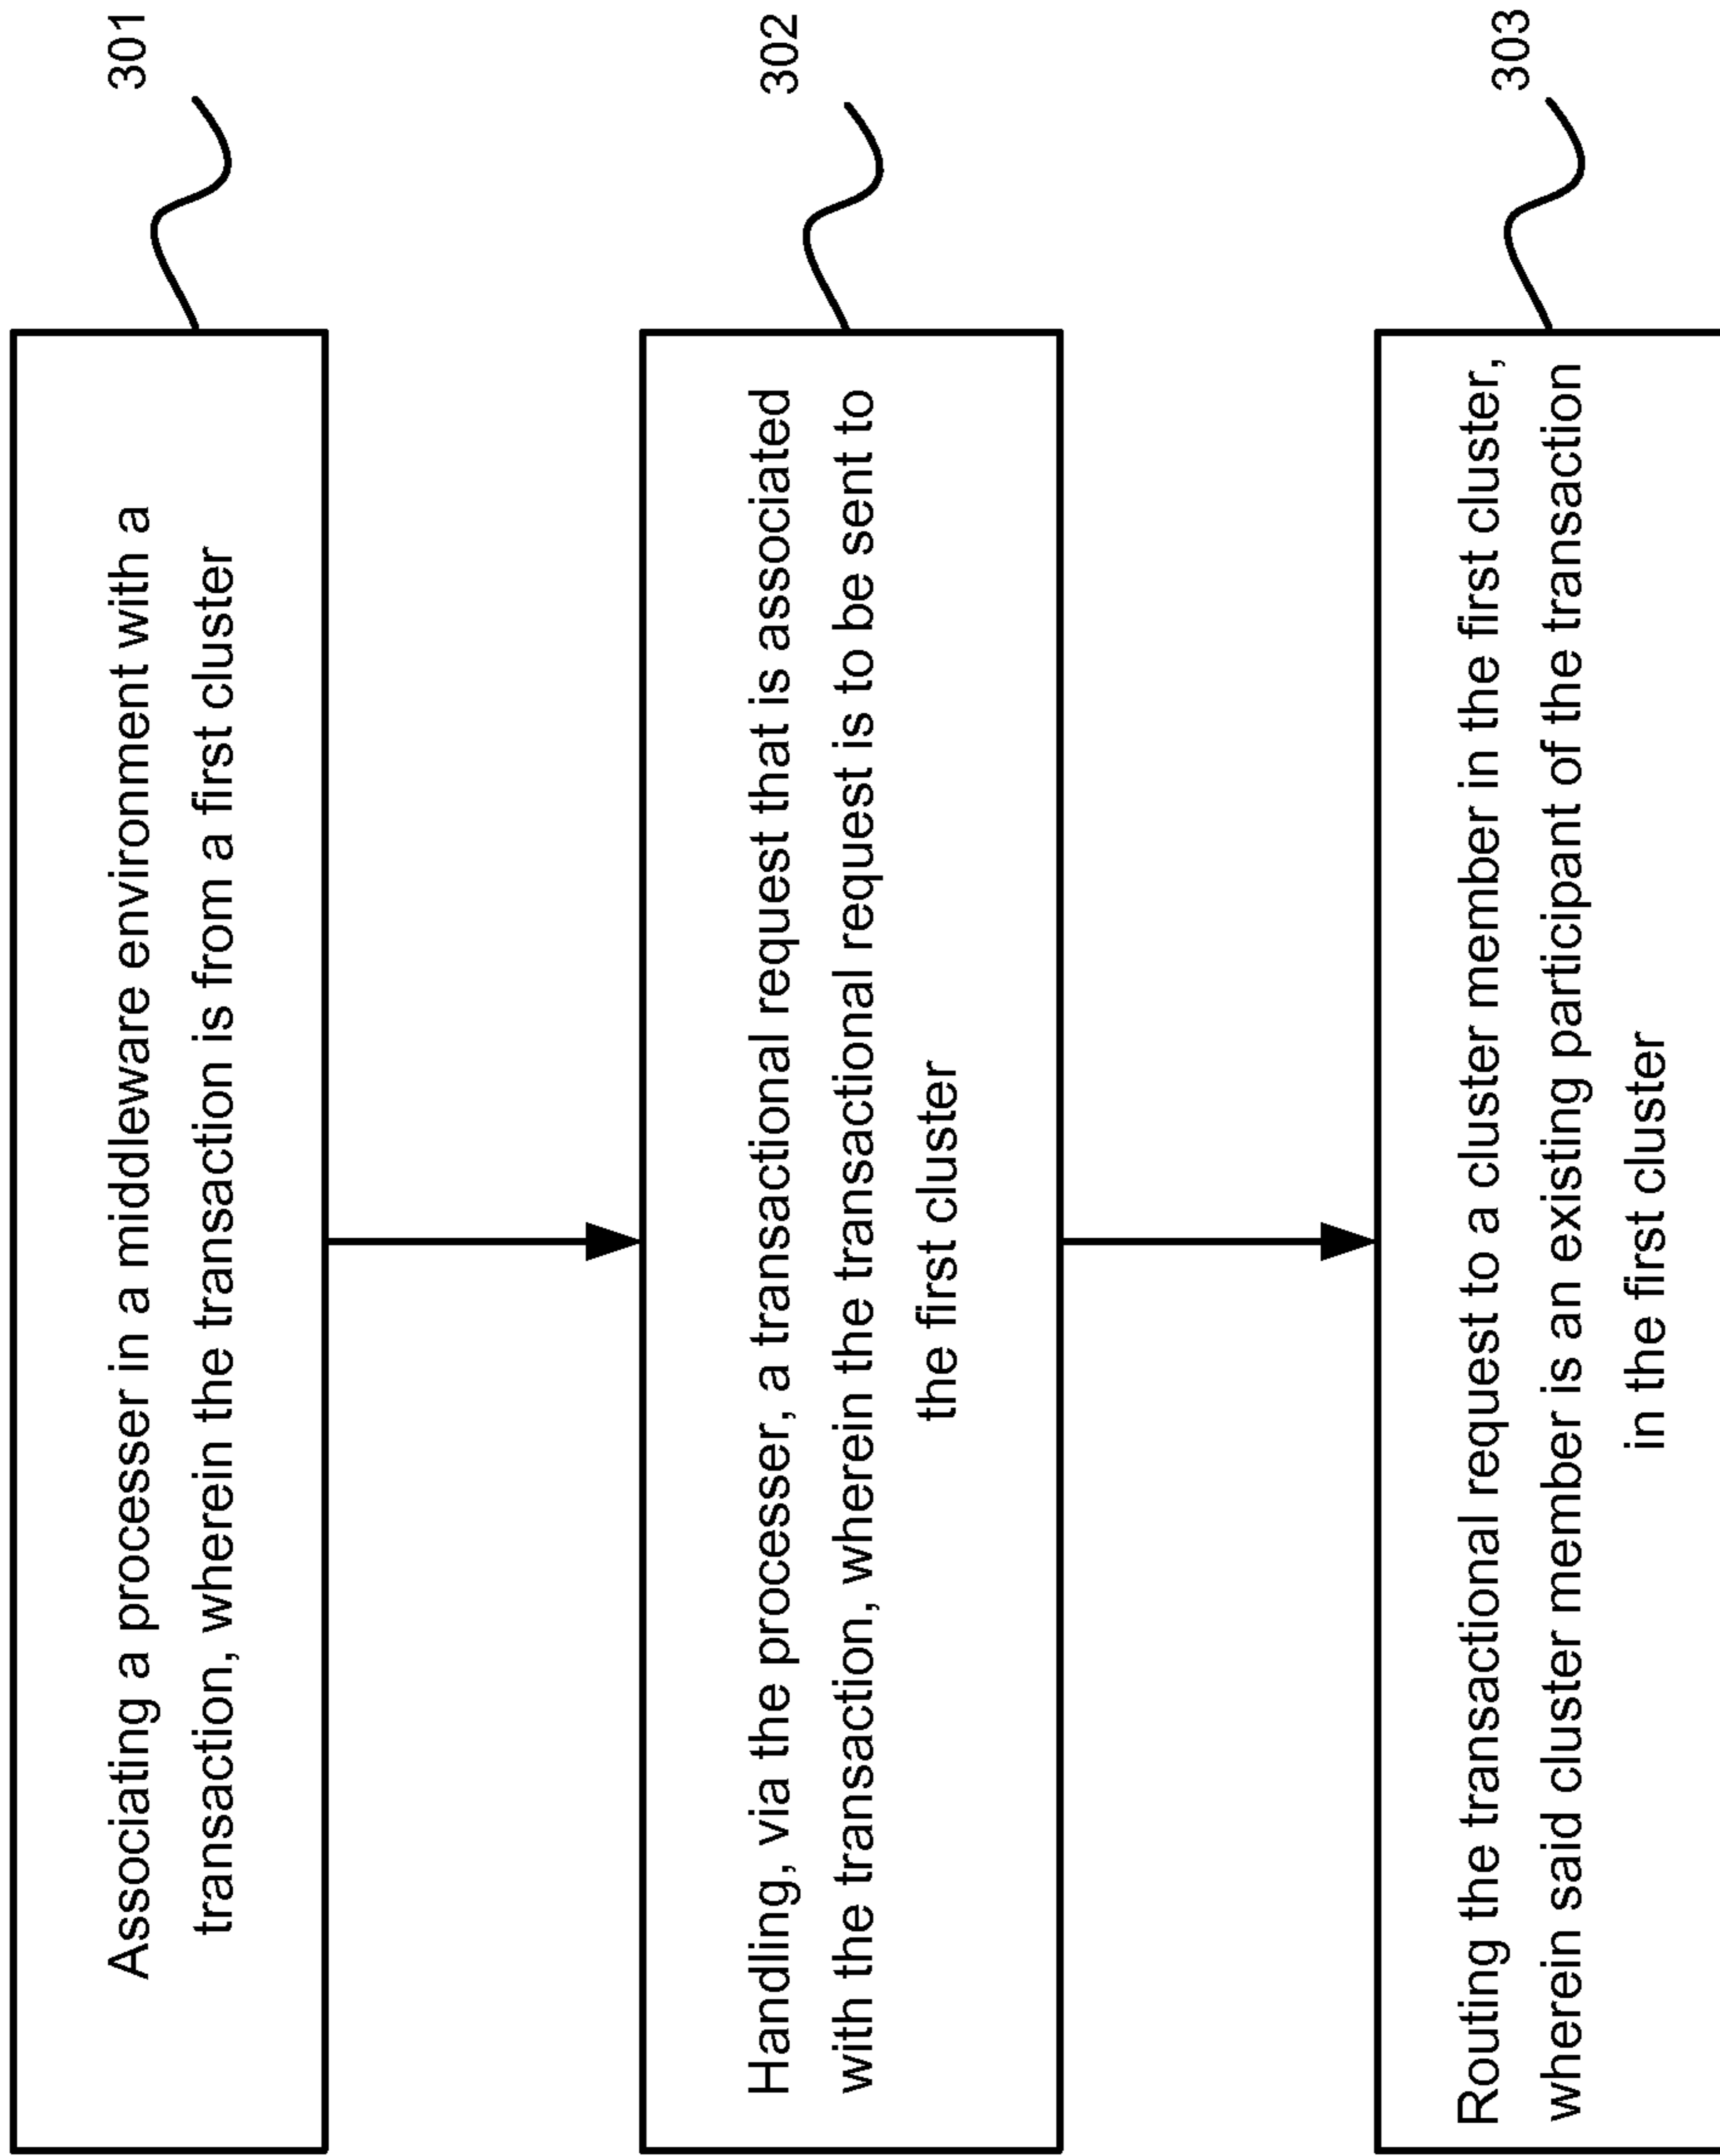 Associating a processer in a middleware environment with a
transaction, wherein the transaction is from a first cluster
301
Handling, via the processer, a transactional request that is associated
with the transaction, wherein the transactional request is to be sent to
the first cluster
302
Routing the transactional request to a cluster member in the first cluster,
wherein said cluster member is an existing participant of the transaction
in the first cluster
303